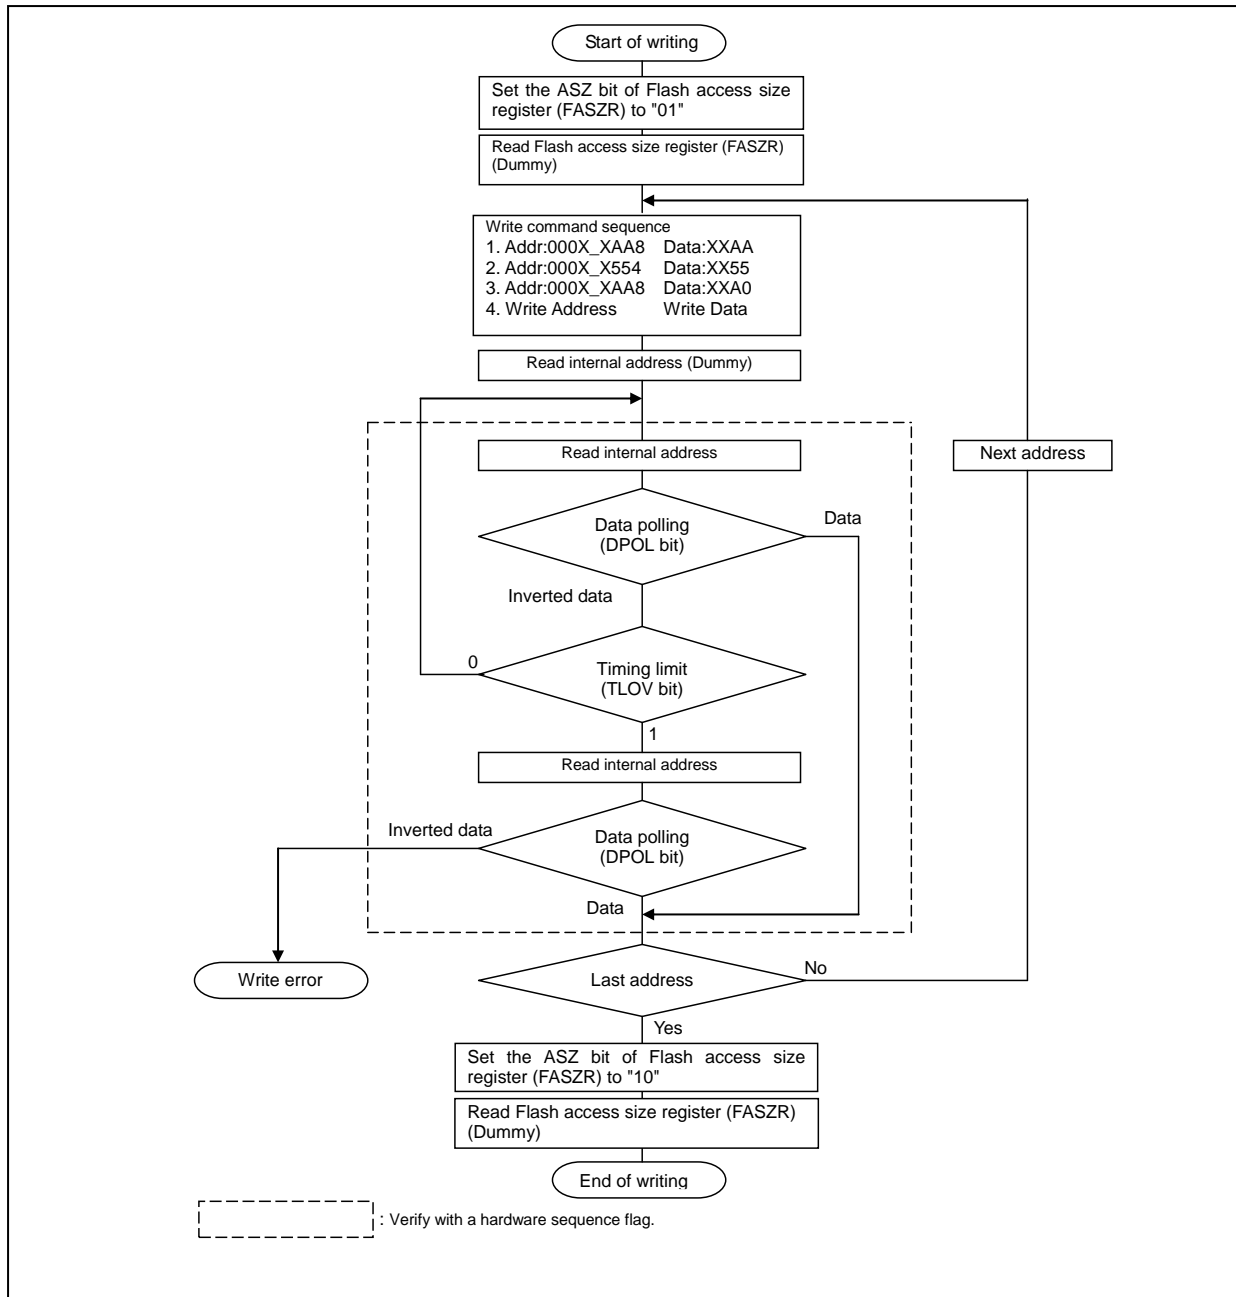 Start of writing
Set the ASZ bit of Flash access size
register (FASZR) to "01"
Read Flash access size register (FASZR)
(Dummy)
Write command sequence
1. Addr:000X_XAA8 Data:XXAA
2. Addr:000X_X554 Data:XX55
3. Addr:000X_XAA8 Data:XXA0
4. Write Address Write Data
Read internal address (Dummy)
Read internal address
Next address
Data polling
(DPOL bit)
Data
Inverted data
0
Timing limit
(TLOV bit)
1
Read internal address
Inverted data
Data polling
(DPOL bit)
Data
Write error
Last address
No
Yes
Set the ASZ bit of Flash access size
register (FASZR) to "10"
Read Flash access size register (FASZR)
(Dummy)
End of writing
: Verify with a hardware sequence flag.